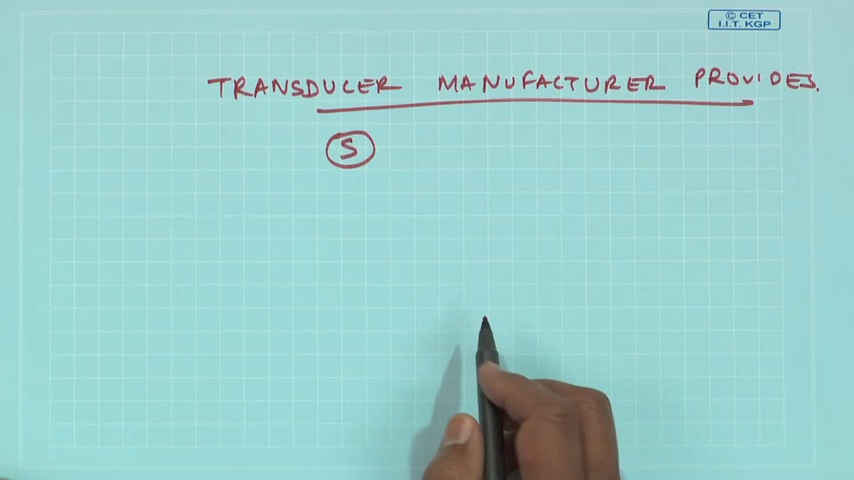 © CET
I.I.T. KGP
TRANSDUCER MANUFACTURER PROVIDES.
S